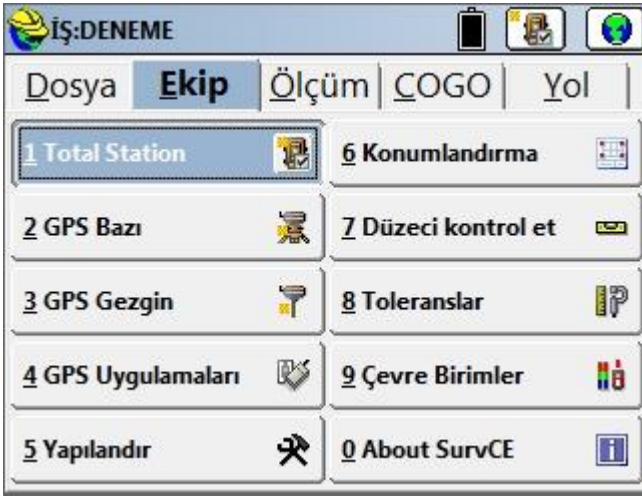 İŞ:DENEME
Dosya Ekip Ölçüm COGO Yol
1 Total Station
6 Konumlandırma
2 GPS Bazı
7 Düzeci kontrol et
3 GPS Gezgin
8 Toleranslar
4 GPS Uygulamaları
9 Çevre Birimler
5 Yapılandır
0 About SurvCE